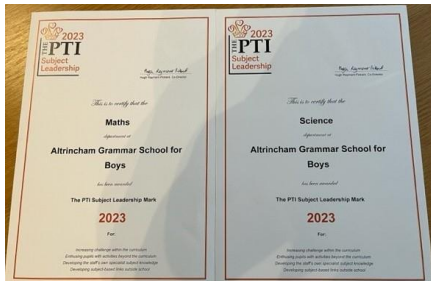 2023
THE PTI
Subject
Leadership
This is to certify that the
Maths
department at
Altrincham Grammar School for
Boys
has been awarded
The PTI Subject Leadership Mark
2023
For:
Increasing challenge within the curriculum
Enthusing pupils with activities beyond the curriculum
Developing the staff's own specialist subject knowledge
Developing subject-based links outside school
2023
THE PTI
Subject
Leadership
This is to certify that the
Science
department at
Altrincham Grammar School for
Boys
has been awarded
The PTI Subject Leadership Mark
2023
For:
Increasing challenge within the curriculum
Enthusing pupils with activities beyond the curriculum
Developing the staff's own specialist subject knowledge
Developing subject-based links outside school